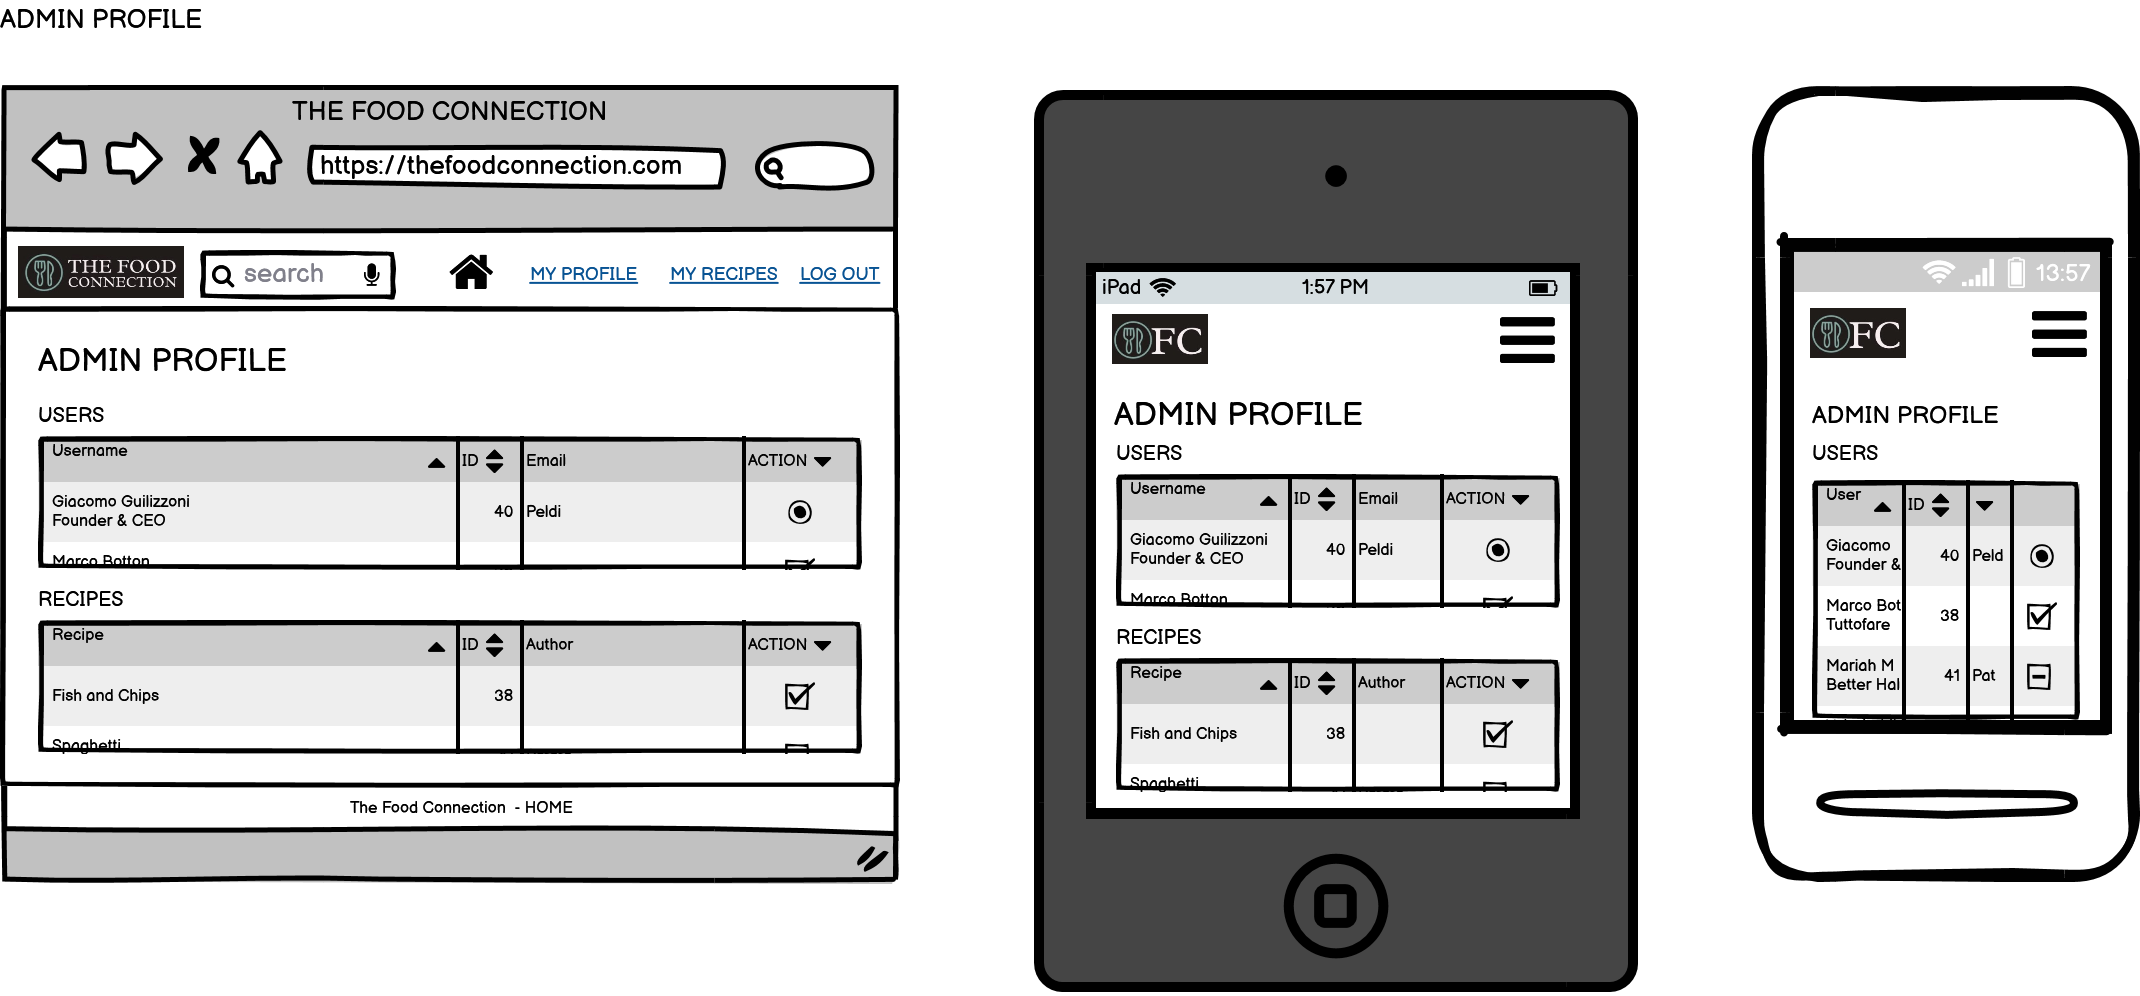 ADMIN PROFILE
THE FOOD CONNECTION
https://thefoodconnection.com
THE FOOD
CONNECTION
search
MY PROFILE
MY RECIPES
LOG OUT
ADMIN PROFILE
USERS
Username
ID
Email
ACTION
Giacomo Guilizzoni
Founder & CEO
40
Peldi
Marco Botton
RECIPES
Recipe
ID
Author
ACTION
Fish and Chips
38
Spaghetti
The Food Connection - HOME
iPad
1:57 PM
FC
ADMIN PROFILE
USERS
Username
ID
Email
ACTION
Giacomo Guilizzoni
Founder & CEO
40
Peldi
Marco Botton
RECIPES
Recipe
ID
Author
ACTION
Fish and Chips
38
Spaghetti
13:57
FC
ADMIN PROFILE
USERS
User
ID
Giacomo
Founder &
40
Peld
Marco Bot
Tuttofare
38
Mariah M
Better Hal
41
Pat